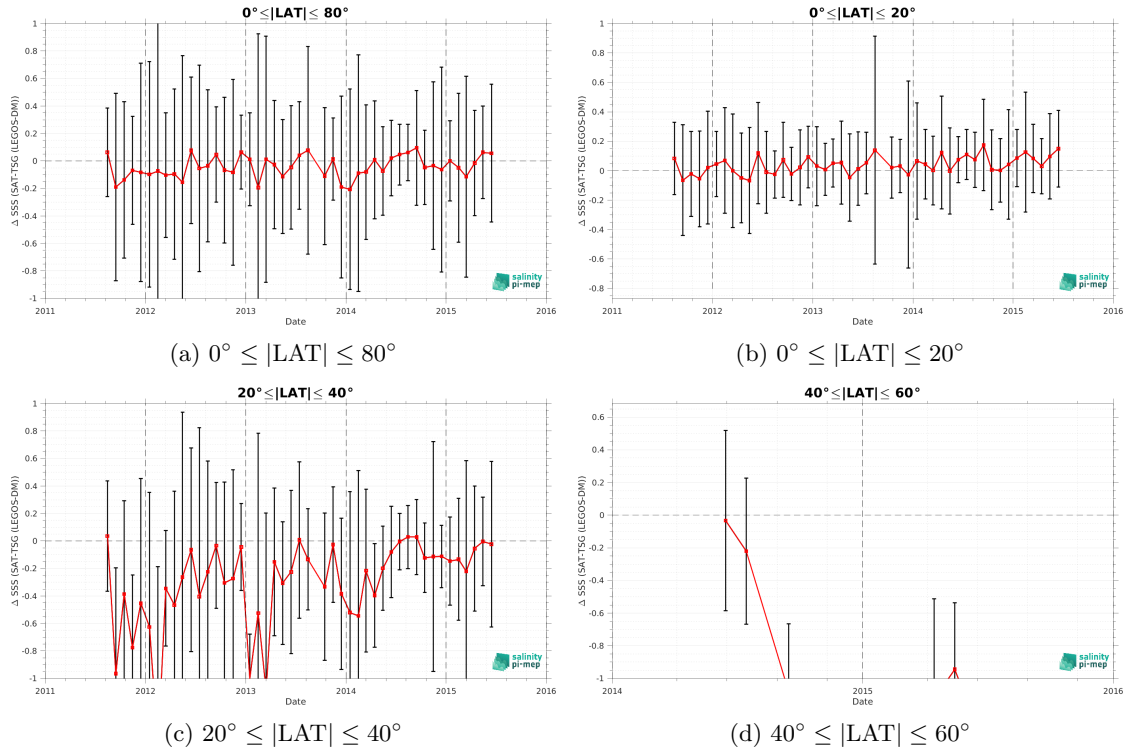 0°≤|LAT|≤ 80°
Δ SSS (SAT-TSG (LEGOS-DM))
1
0.8
0.6
0.4
0.2
0
-0.2
-0.4
-0.6
-0.8
-1
2011
2012
2013
2014
2015
2016
Date
salinity
pi-mep
(a) 0° ≤ |LAT| ≤ 80°
0°≤|LAT|≤ 20°
Δ SSS (SAT-TSG (LEGOS-DM))
1
0.8
0.6
0.4
0.2
0
-0.2
-0.4
-0.6
-0.8
2011
2012
2013
2014
2015
2016
Date
salinity
pi-mep
(b) 0° ≤ |LAT| ≤ 20°
20°≤|LAT|≤ 40°
Δ SSS (SAT-TSG (LEGOS-DM))
1
0.8
0.6
0.4
0.2
0
-0.2
-0.4
-0.6
-0.8
-1
2011
2012
2013
2014
2015
2016
Date
salinity
pi-mep
(c) 20° ≤ |LAT| ≤ 40°
40°≤|LAT|≤ 60°
Δ SSS (SAT-TSG (LEGOS-DM))
0.6
0.4
0.2
0
-0.2
-0.4
-0.6
-0.8
-1
2014
2015
2016
Date
salinity
pi-mep
(d) 40° ≤ |LAT| ≤ 60°